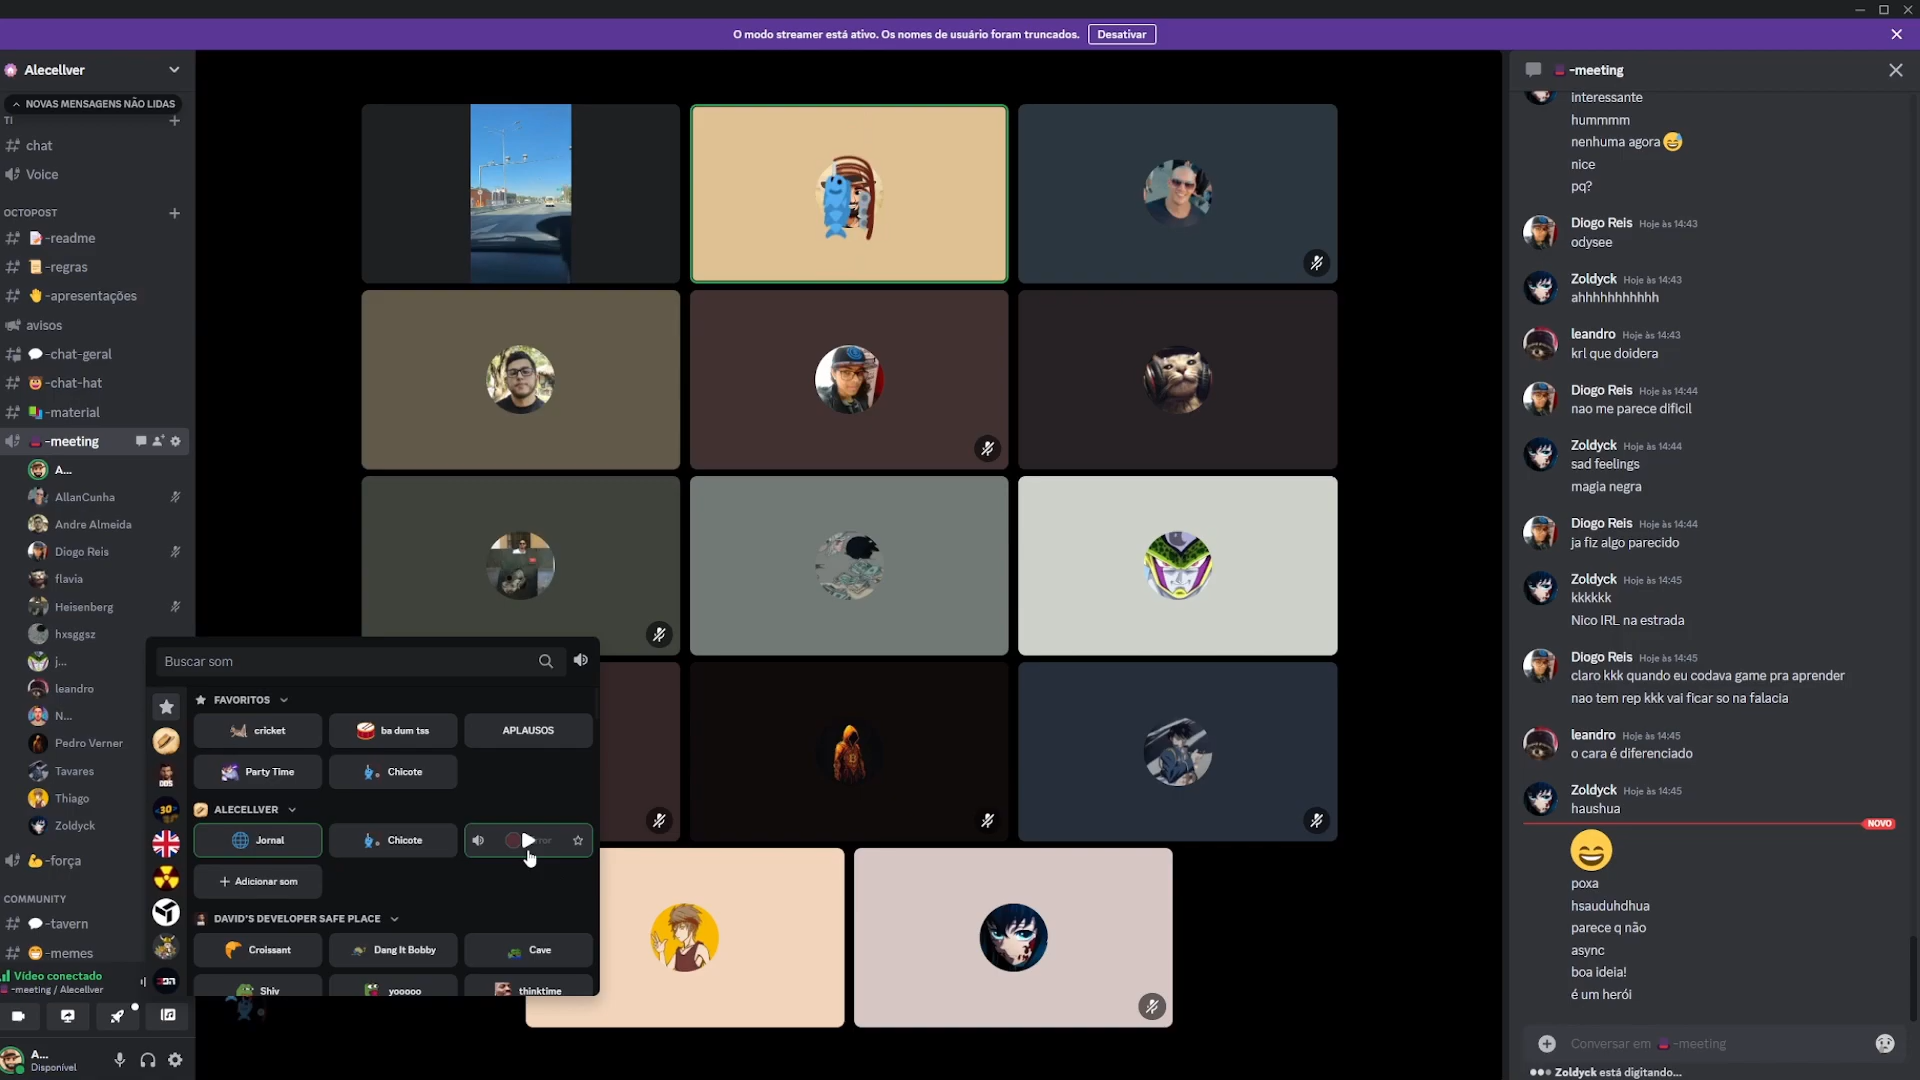 O modo streamer está ativo. Os nomes de usuário foram truncados.
Desativar
Alecellver
NOVAS MENSAGENS NÃO LIDAS
TI
chat
Voice
OCTOPOST
-readme
-regras
-apresentações
avisos
-chat-geral
-chat-hat
-material
-meeting
A...
AllanCunha
Andre Almeida
Diogo Reis
flavia
Heisenberg
hxsggsz
j...
leandro
N...
Pedro Verner
Tavares
Thiago
Zoldyck
-força
COMMUNITY
-tavern
-memes
Vídeo conectado
-meeting / Alecellver
A...
Disponível
Buscar som
FAVORITOS
cricket
ba dum tss
APLAUSOS
Party Time
Chicote
ALECELLVER
Jornal
Chicote
Adicionar som
DAVID'S DEVELOPER SAFE PLACE
Croissant
Dang It Bobby
Cave
Shiv
yooooo
thinktime
-meeting
interessante
hummmm
nenhuma agora
nice
pq?
Diogo Reis Hoje às 14:43
odysee
Zoldyck Hoje às 14:43
ahhhhhhhhhhh
leandro Hoje às 14:43
krl que doidera
Diogo Reis Hoje às 14:44
nao me parece dificil
Zoldyck Hoje às 14:44
sad feelings
magia negra
Diogo Reis Hoje às 14:44
ja fiz algo parecido
Zoldyck Hoje às 14:45
kkkkkk
Nico IRL na estrada
Diogo Reis Hoje às 14:45
claro kkk quando eu codava game pra aprender
nao tem rep kkk vai ficar so na falacia
leandro Hoje às 14:45
o cara é diferenciado
Zoldyck Hoje às 14:45
haushua
NOVO
poxa
hsauduhdhua
parece q não
async
boa ideia!
é um herói
Conversar em -meeting
Zoldyck está digitando...